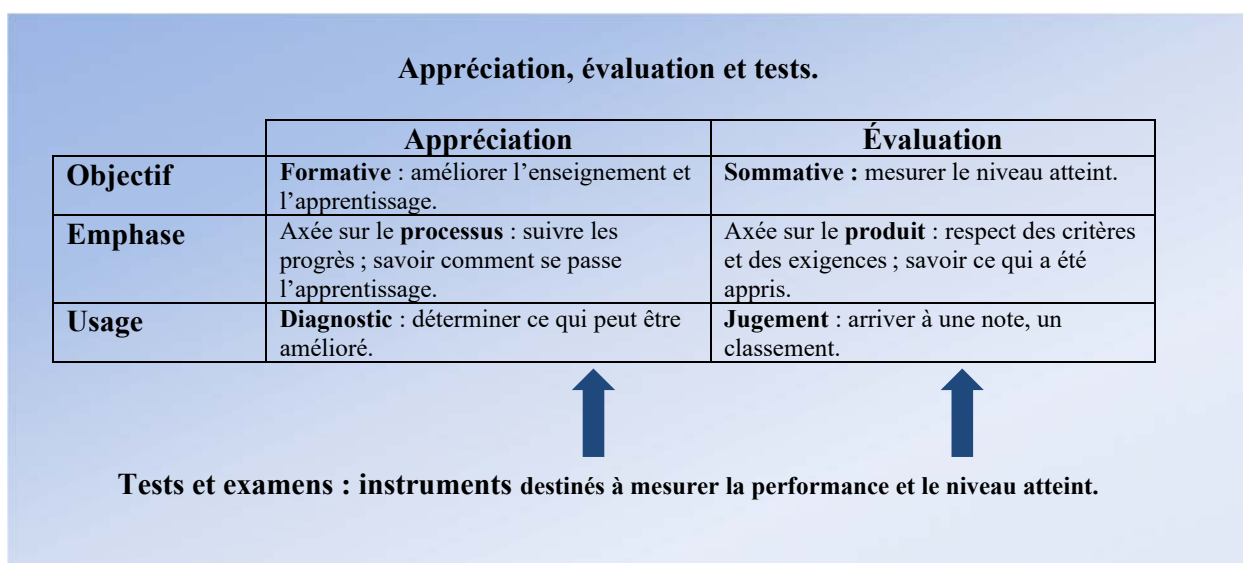 Appréciation, évaluation et tests.
Appréciation Évaluation
Objectif
Formative : améliorer l’enseignement et
l’apprentissage.
Sommative : mesurer le niveau atteint.
Emphase
Axée sur le processus : suivre les
progrès ; savoir comment se passe
l’apprentissage.
Axée sur le produit : respect des critères
et des exigences ; savoir ce qui a été
appris.
Usage
Diagnostic : déterminer ce qui peut être
amélioré.
Jugement : arriver à une note, un
classement.
Tests et examens : instruments destinés à mesurer la performance et le niveau atteint.